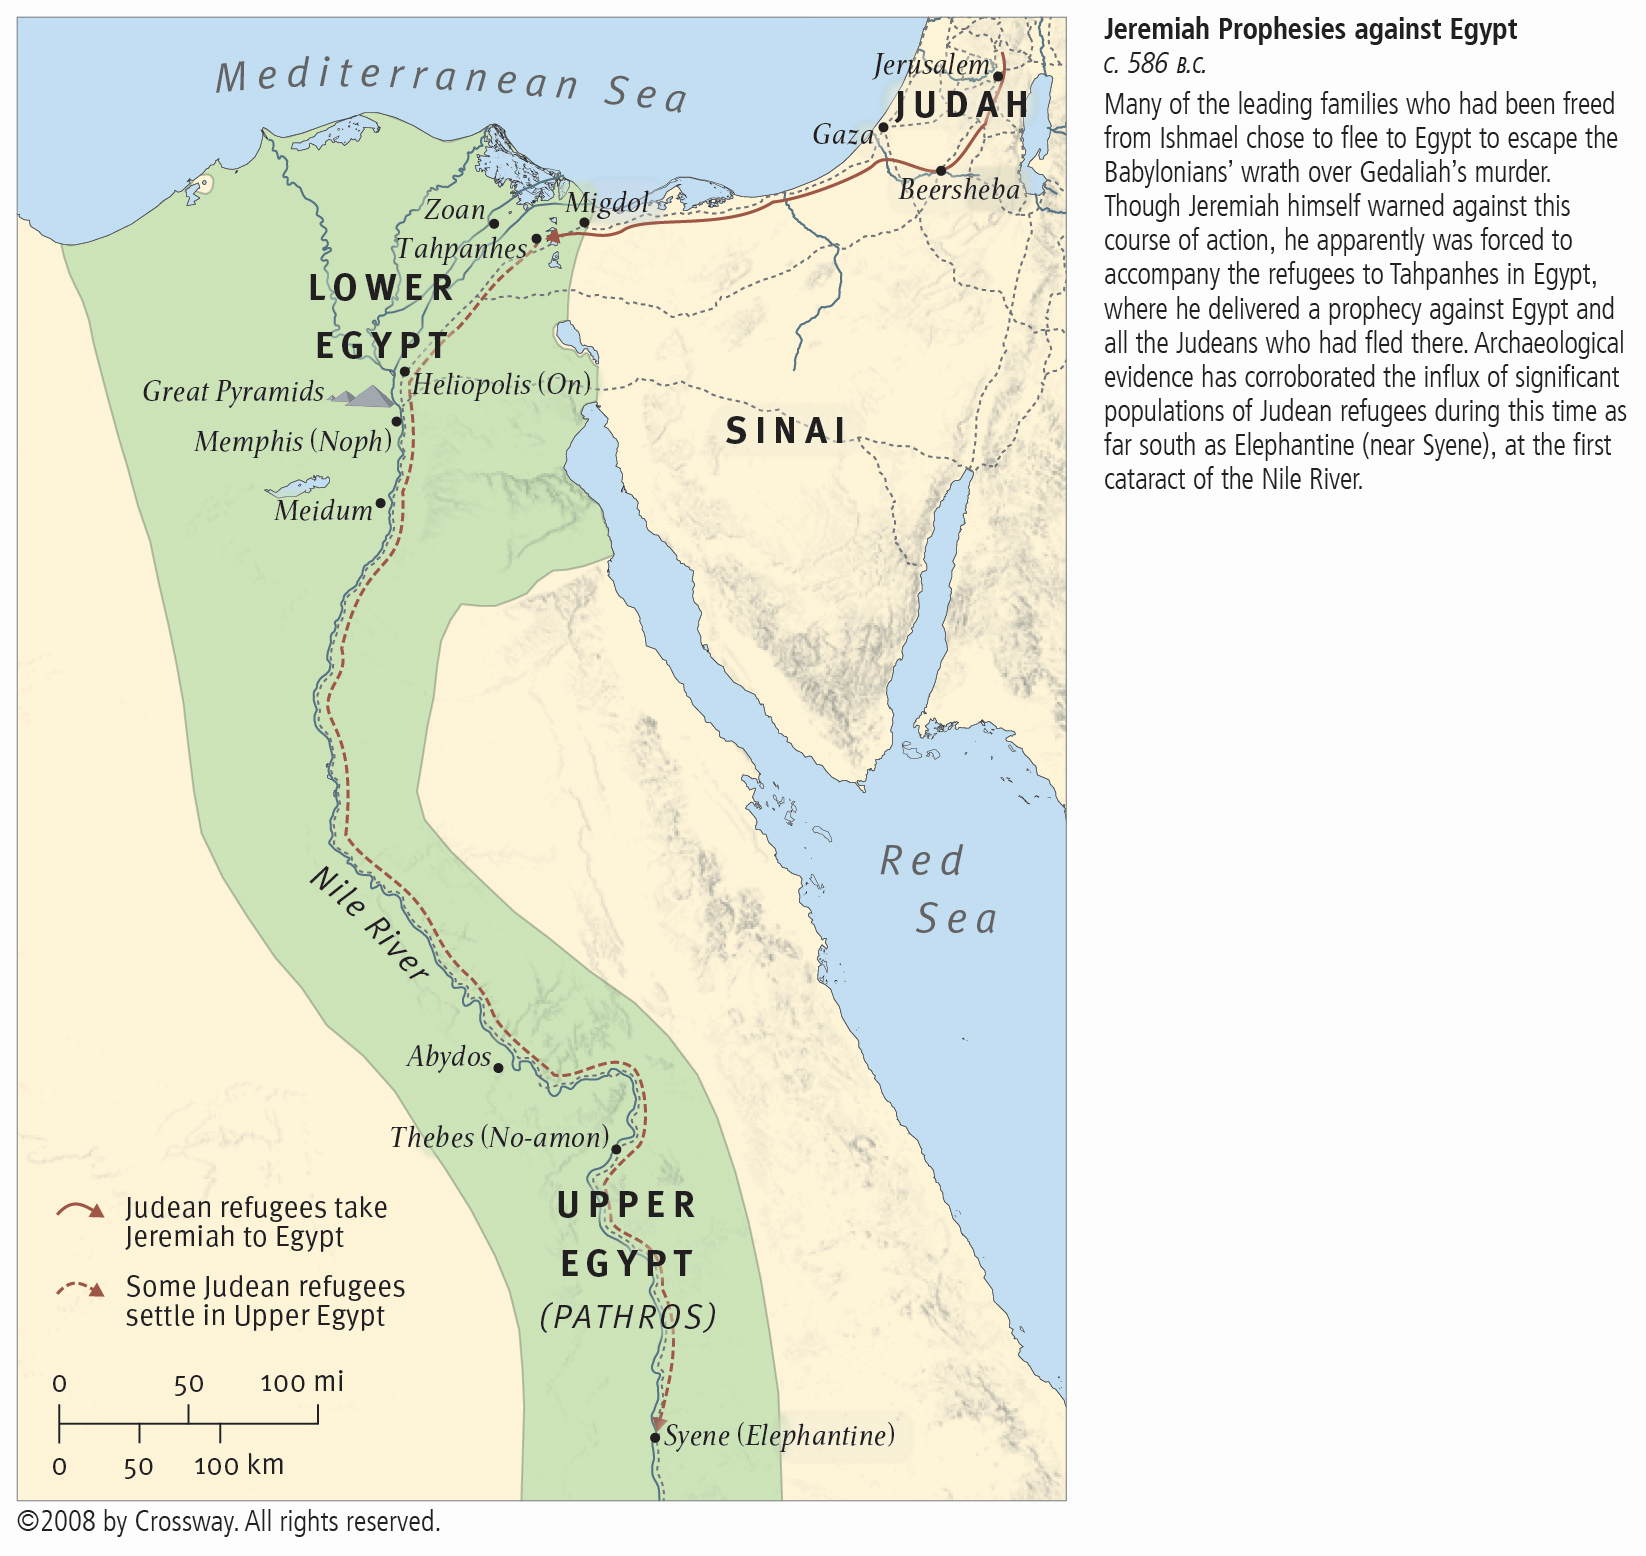 Jeremiah Prophesies against Egypt
c. 586 B.C.
Many of the leading families who had been freed
from Ishmael chose to flee to Egypt to escape the
Babylonians’ wrath over Gedaliah’s murder.
Though Jeremiah himself warned against this
course of action, he apparently was forced to
accompany the refugees to Tahpanhes in Egypt,
where he delivered a prophecy against Egypt and
all the Judeans who had fled there. Archaeological
evidence has corroborated the influx of significant
populations of Judean refugees during this time as
far south as Elephantine (near Syene), at the first
cataract of the Nile River.
Mediterranean Sea
Jerusalem
JUDAH
Gaza
Beersheba
Migdol
Zoan
Tahpanhes
LOWER
EGYPT
Heliopolis (On)
Great Pyramids
SINAI
Memphis (Noph)
Meidum
Red
Sea
Nile River
Abydos
Thebes (No-amon)
UPPER
EGYPT
(PATHROS)
Syene (Elephantine)
Judean refugees take
Jeremiah to Egypt
Some Judean refugees
settle in Upper Egypt
0 50 100 mi
0 50 100 km
©2008 by Crossway. All rights reserved.